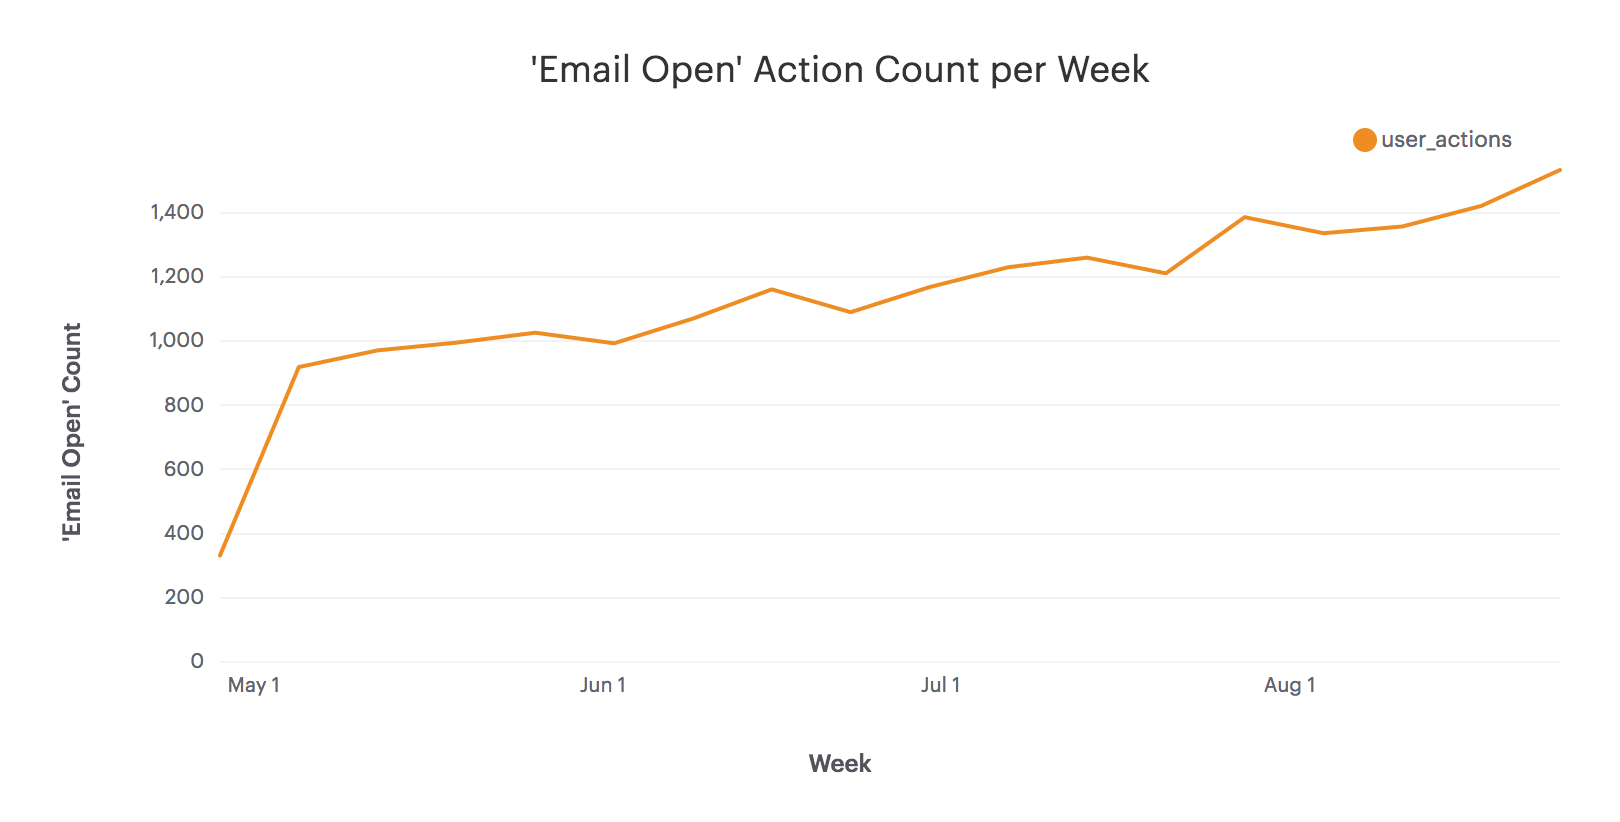 'Email Open' Action Count per Week
user_actions
'Email Open' Count
1,400
1,200
1,000
800
600
400
200
0
May 1 Jun 1 Jul 1 Aug 1
Week